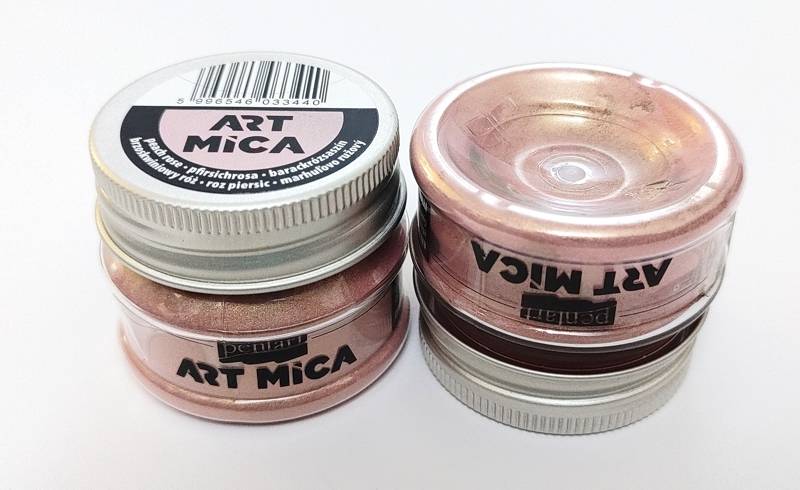 5 996546 033440
ART
MiCA
peach rose • pfirsichrosa • barackrózsaszín
brzoskwiniowy róż • roz piersic • marhuľovo ružový
pentart
ART MiCA
ART MiCA
pentart